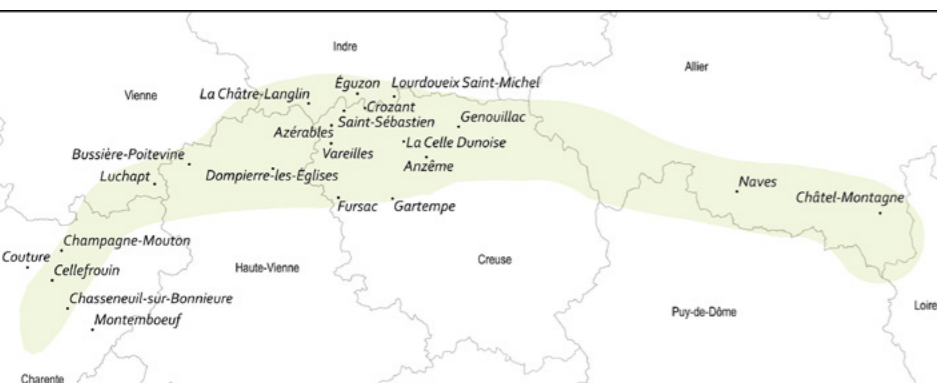 Indre
Allier
Vienne
Éguzon
Lourdoueix Saint-Michel
La Châtre-Langlin
Crozant
Genouillac
Saint-Sébastien
Azérables
La Celle Dunoise
Vareilles
Bussière-Poitevine
Anzême
Luchapt
Dompierre-les-Églises
Naves
Châtel-Montagne
Fursac
Gartempe
Champagne-Mouton
Couture
Cellefrouin
Haute-Vienne
Creuse
Chasseneuil-sur-Bonnieure
Loire
Montemboeuf
Puy-de-Dôme
Charente